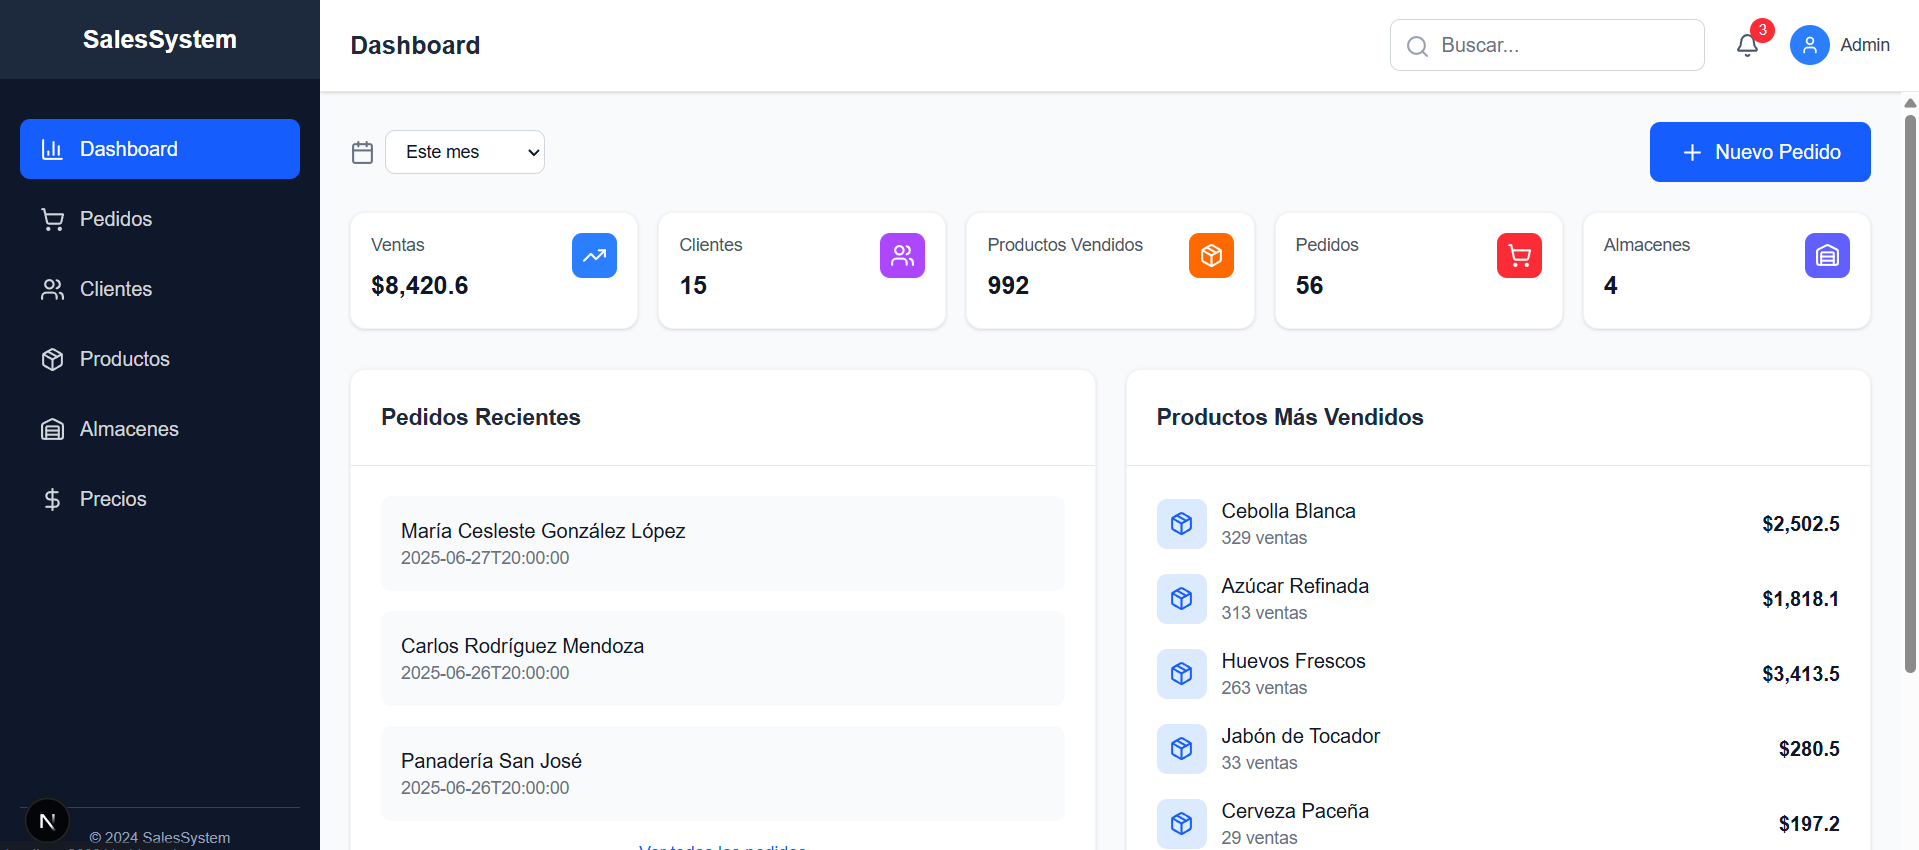 SalesSystem
Dashboard
Pedidos
Clientes
Productos
Almacenes
Precios
N
© 2024 SalesSystem
Dashboard
Buscar...
3
Admin
Este mes
Nuevo Pedido
Ventas
$8,420.6
Clientes
15
Productos Vendidos
992
Pedidos
56
Almacenes
4
Pedidos Recientes
María Cesleste González López
2025-06-27T20:00:00
Carlos Rodríguez Mendoza
2025-06-26T20:00:00
Panadería San José
2025-06-26T20:00:00
Ver todos los pedidos
Productos Más Vendidos
Cebolla Blanca
329 ventas
$2,502.5
Azúcar Refinada
313 ventas
$1,818.1
Huevos Frescos
263 ventas
$3,413.5
Jabón de Tocador
33 ventas
$280.5
Cerveza Paceña
29 ventas
$197.2